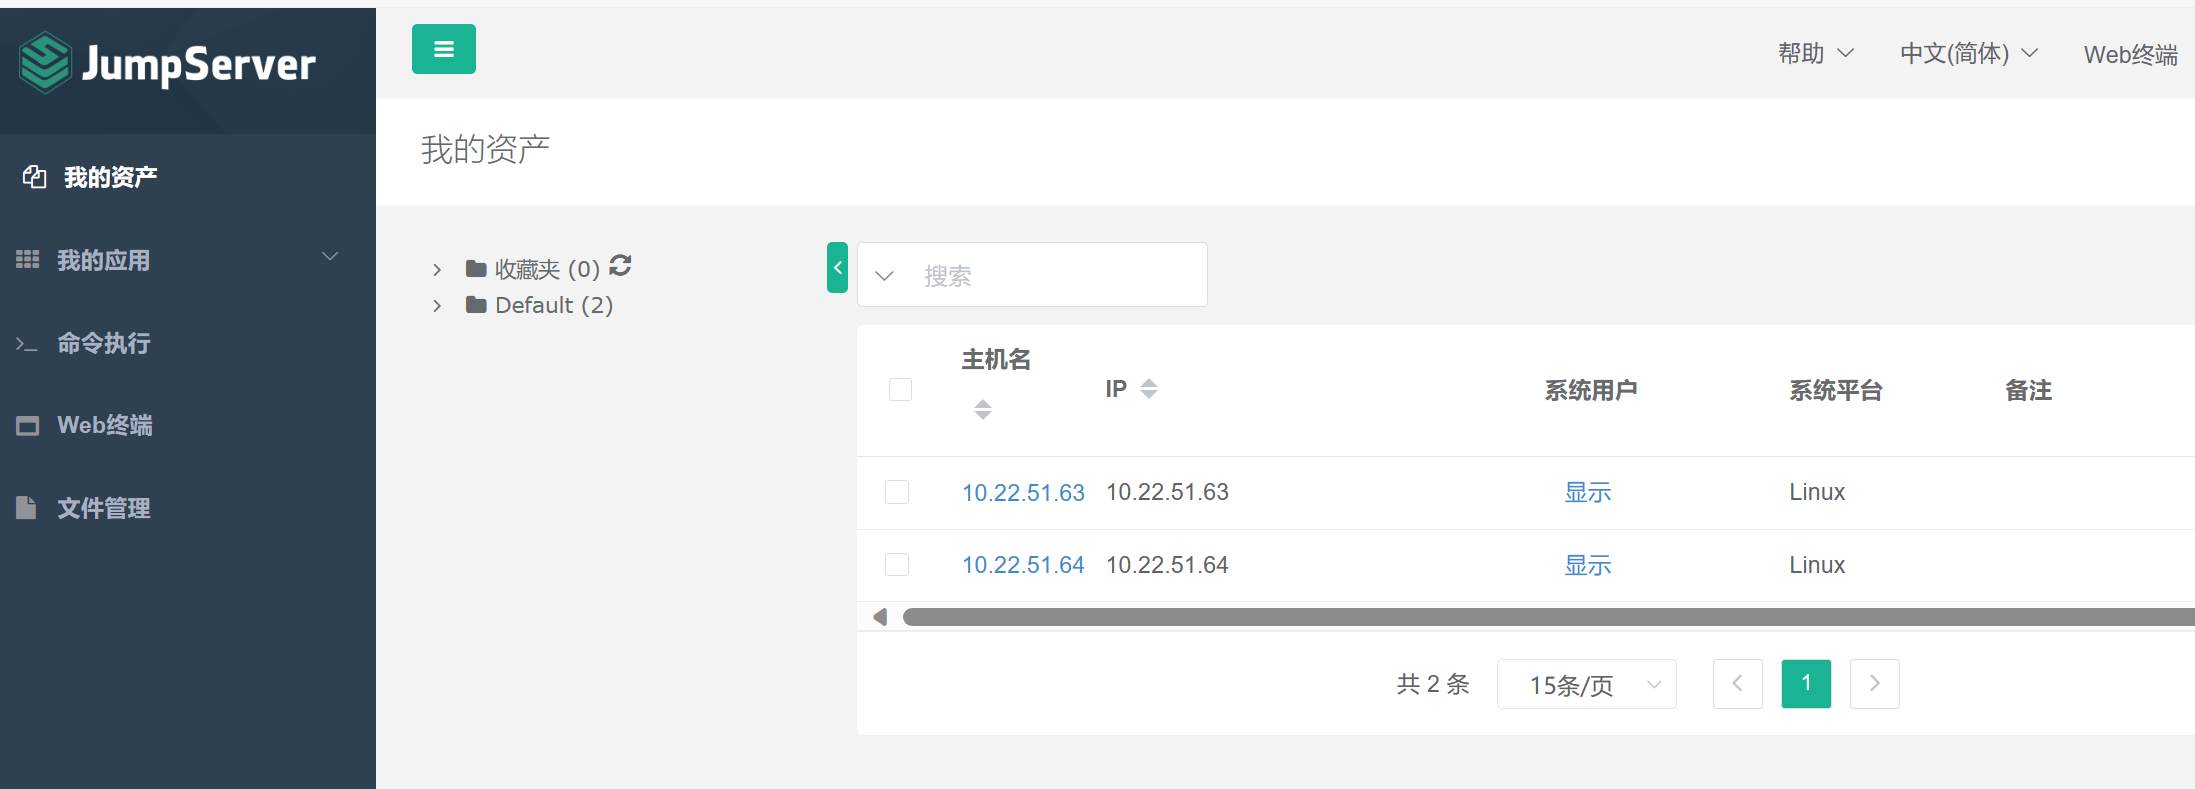 JumpServer
帮助
中文(简体)
Web终端
我的资产
我的应用
命令执行
Web终端
文件管理
我的资产
收藏夹 (0)
Default (2)
搜索
主机名 IP 系统用户 系统平台 备注
10.22.51.63 10.22.51.63 显示 Linux
10.22.51.64 10.22.51.64 显示 Linux
共 2 条 15条/页 1